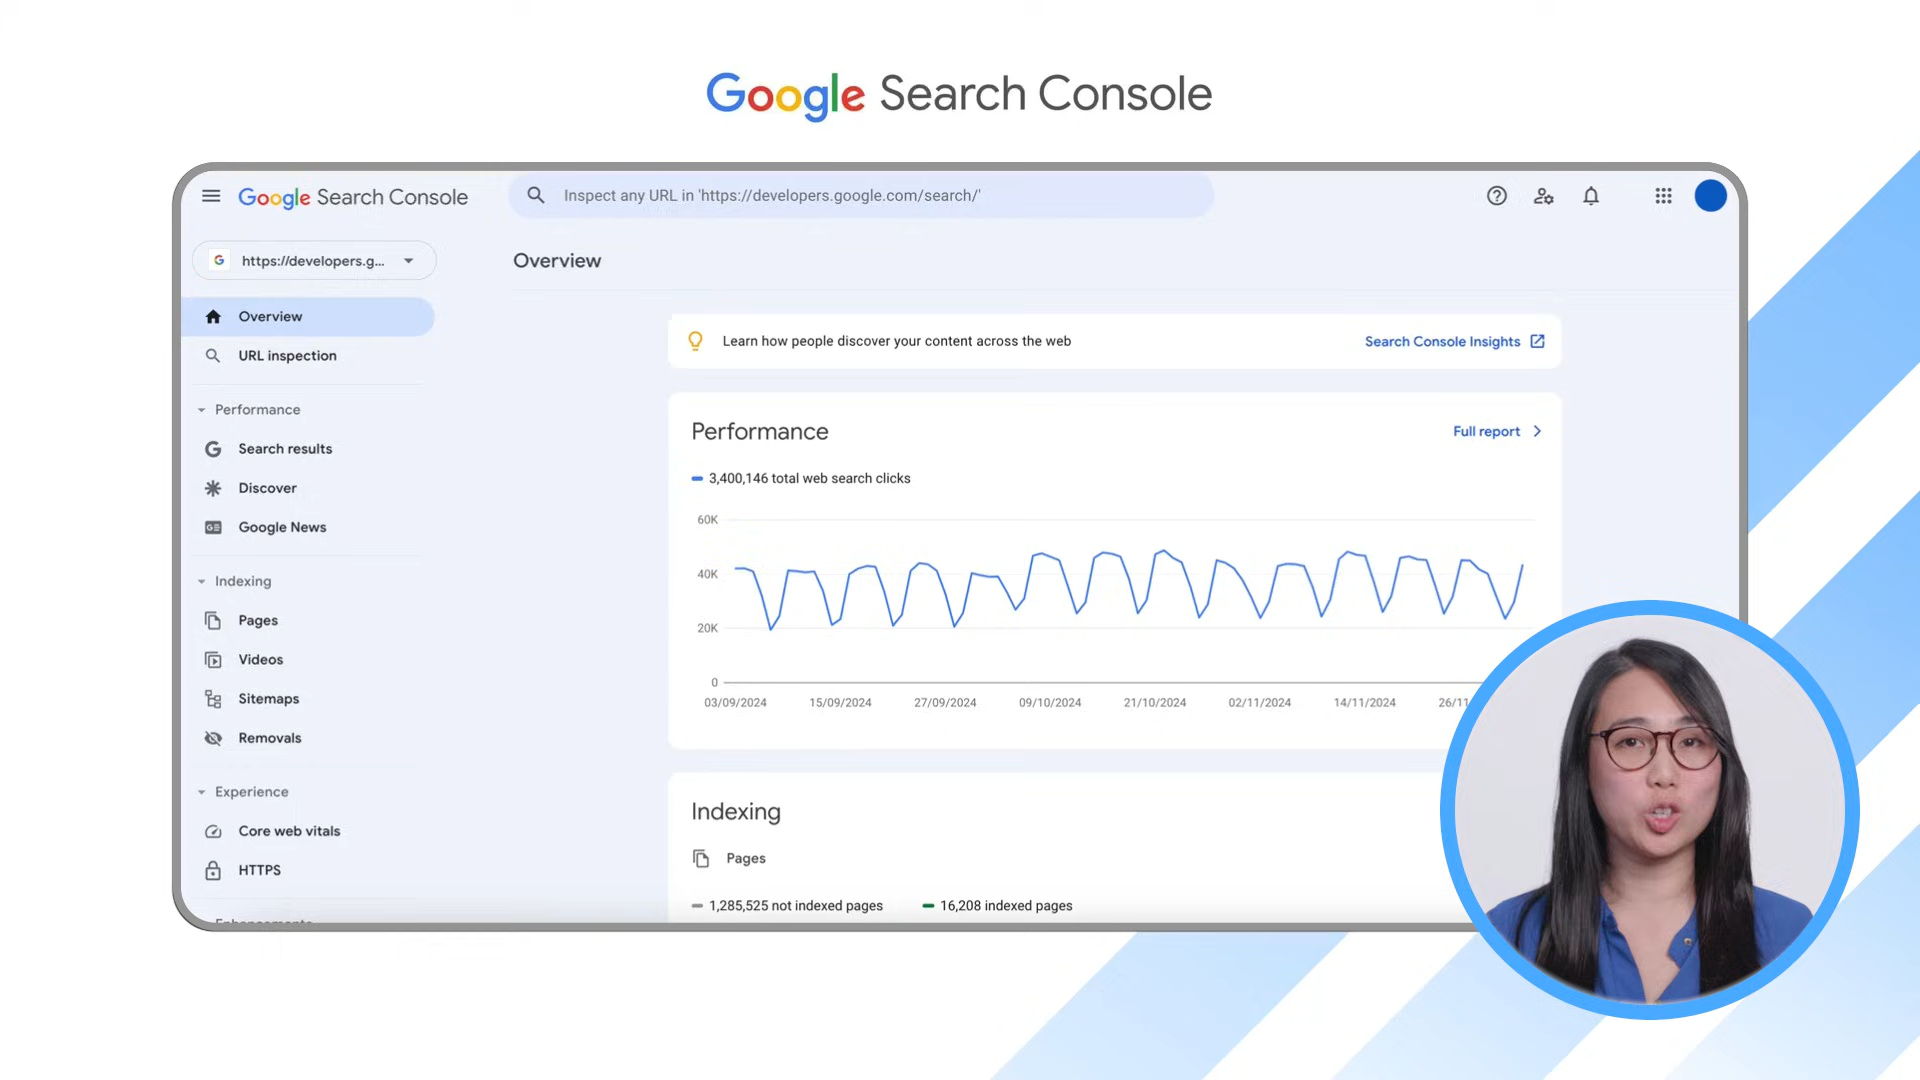 Google Search Console
Google Search Console
Inspect any URL in 'https://developers.google.com/search/'
G https://developers.g...
Overview
Overview
URL inspection
Performance
Search results
Discover
Google News
Indexing
Pages
Videos
Sitemaps
Removals
Experience
Core web vitals
HTTPS
Enhancements
Learn how people discover your content across the web
Search Console Insights
Performance
Full report
3,400,146 total web search clicks
60K
40K
20K
0
03/09/2024 15/09/2024 27/09/2024 09/10/2024 21/10/2024 02/11/2024 14/11/2024 26/11
Indexing
Pages
1,285,525 not indexed pages 16,208 indexed pages